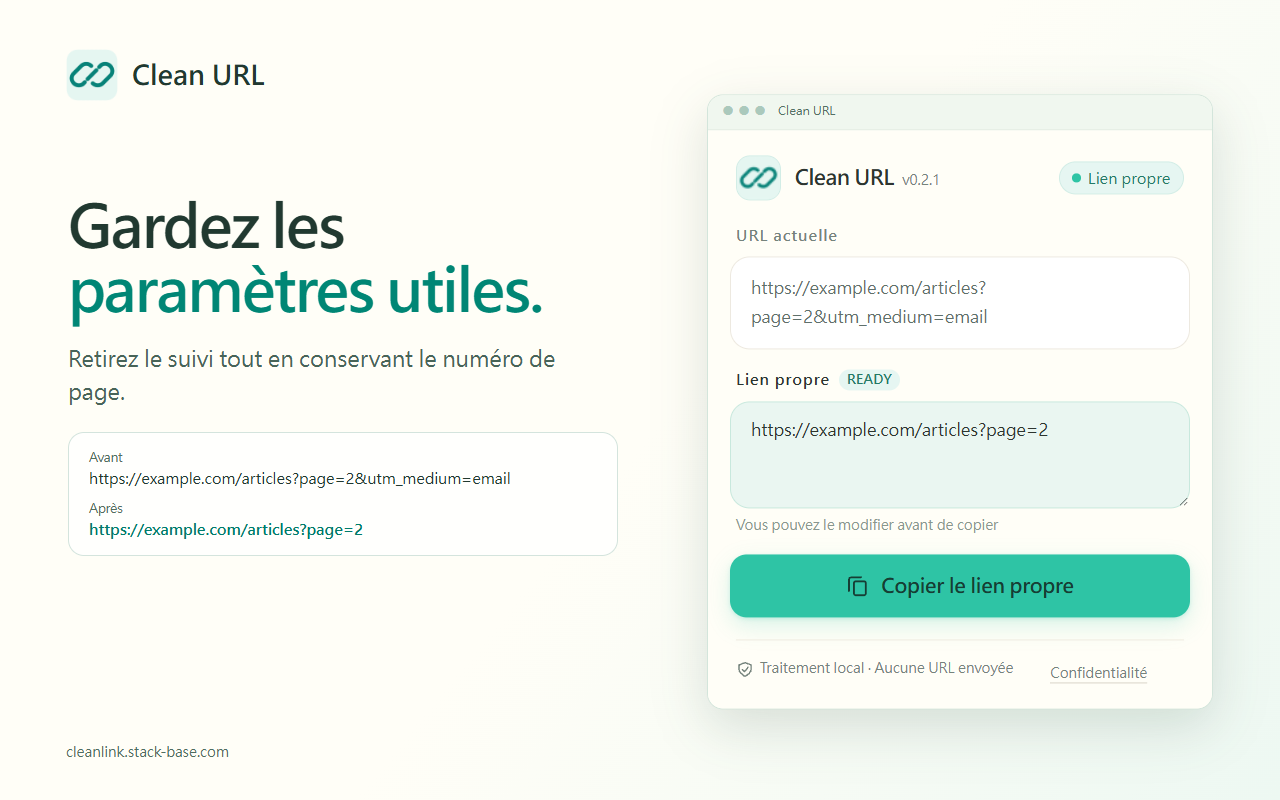 Clean URL
Gardez les
paramètres utiles.
Retirez le suivi tout en conservant le numéro de
page.
Avant
https://example.com/articles?page=2&utm_medium=email
Après
https://example.com/articles?page=2
cleanlink.stack-base.com
Clean URL
Clean URL v0.2.1
Lien propre
URL actuelle
https://example.com/articles?
page=2&utm_medium=email
Lien propre READY
https://example.com/articles?page=2
Vous pouvez le modifier avant de copier
Copier le lien propre
Traitement local · Aucune URL envoyée
Confidentialité